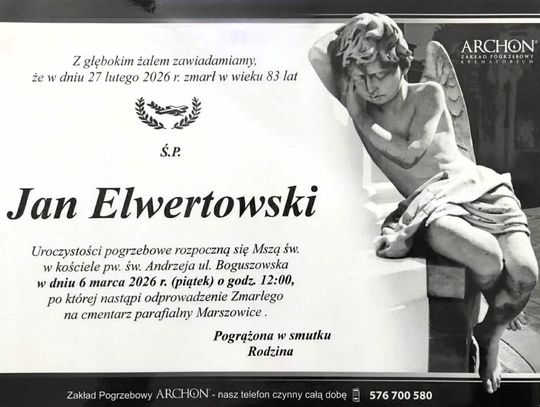 Z głębokim żalem zawiadamiamy,
że w dniu 27 lutego 2026 r. zmarł w wieku 83 lat
Ś.P.
Jan Elwertowski
Uroczystości pogrzebowe rozpoczną się Mszą św.
w kościele pw. św. Andrzeja ul. Boguszowska
w dniu 6 marca 2026 r. (piątek) o godz. 12:00,
po której nastąpi odprowadzenie Zmarłego
na cmentarz parafialny Marszowice .
Pogrążona w smutku
Rodzina
ARCHON®
ZAKŁAD POGRZEBOWY
KREMATORIUM
Zakład Pogrzebowy ARCHON® - nasz telefon czynny całą dobę 576 700 580